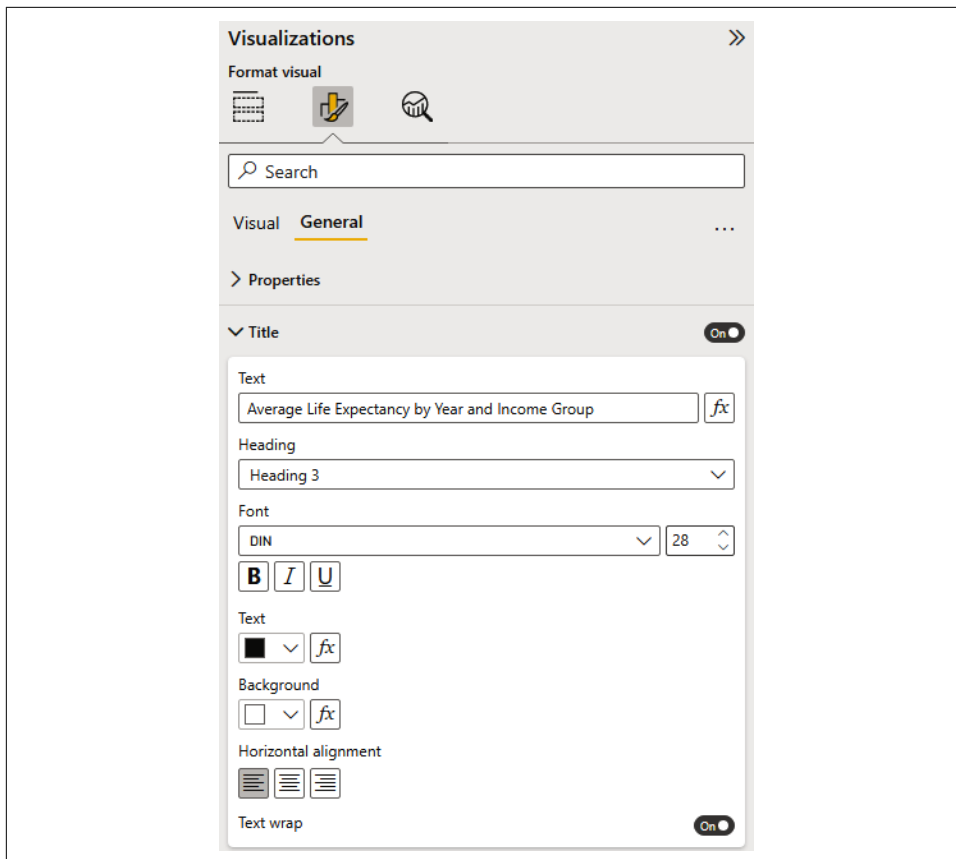 Visualizations
Format visual
Search
Visual General ...
Properties
Title On
Text
Average Life Expectancy by Year and Income Group fx
Heading
Heading 3
Font
DIN 28
B I U
Text
fx
Background
fx
Horizontal alignment
Text wrap On